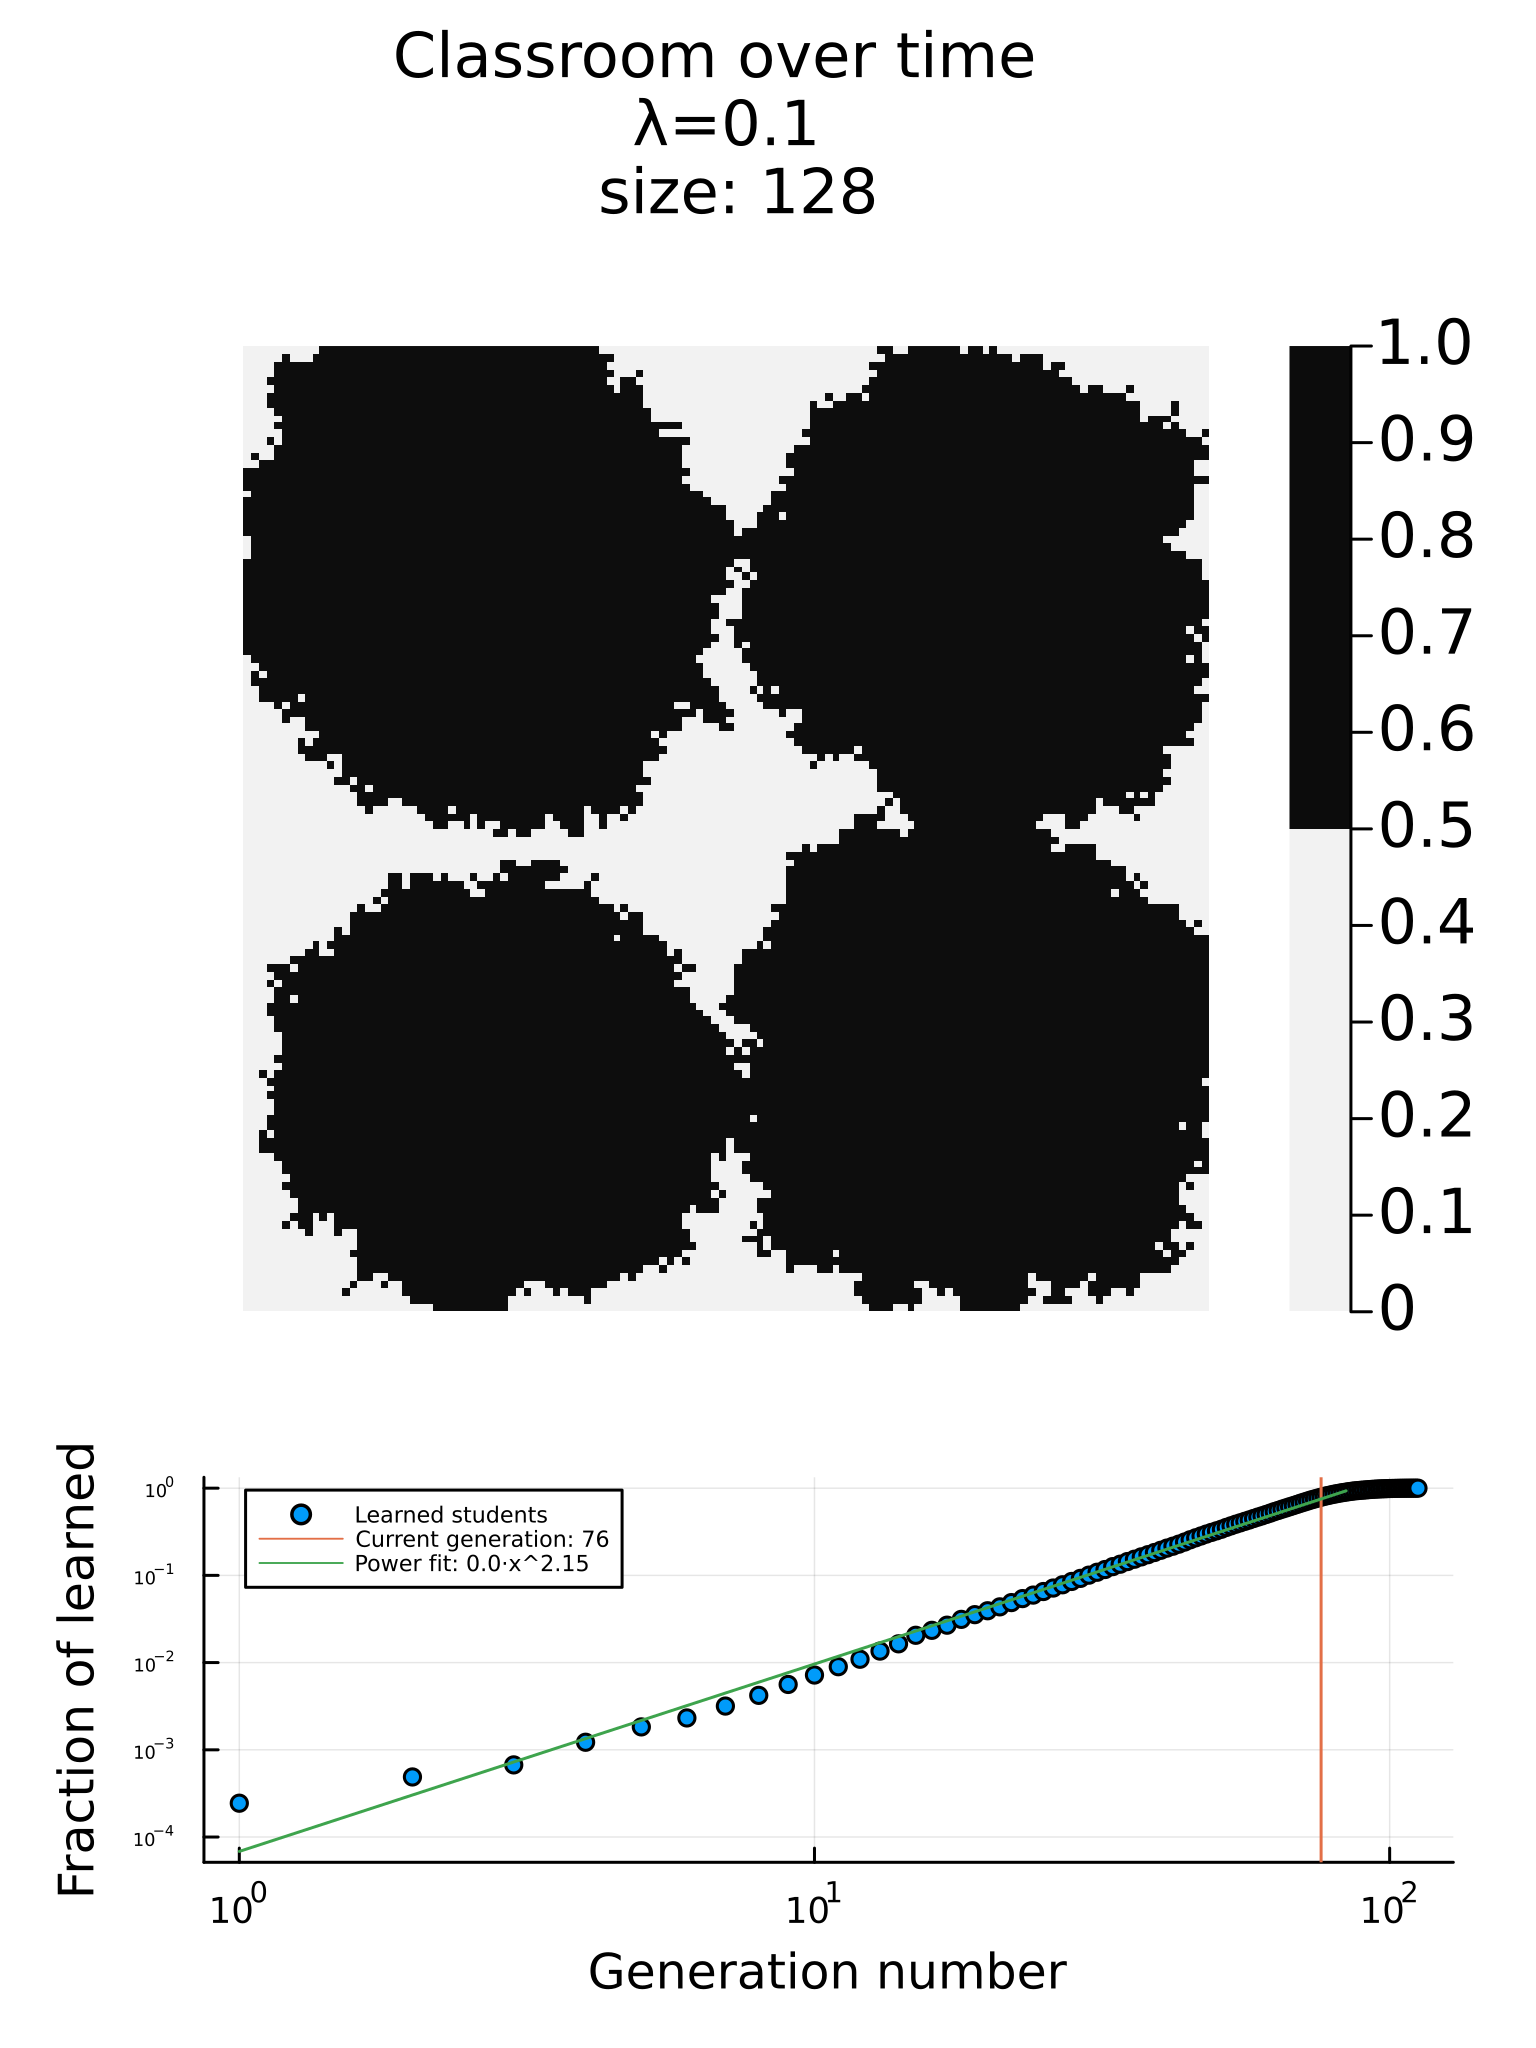 Classroom over time
λ=0.1
size: 128
1.0
0.9
0.8
0.7
0.6
0.5
0.4
0.3
0.2
0.1
0
Fraction of learned
10^0
10^−1
10^−2
10^−3
10^−4
Learned students
Current generation: 76
Power fit: 0.0·x^2.15
10^0 10^1 10^2
Generation number